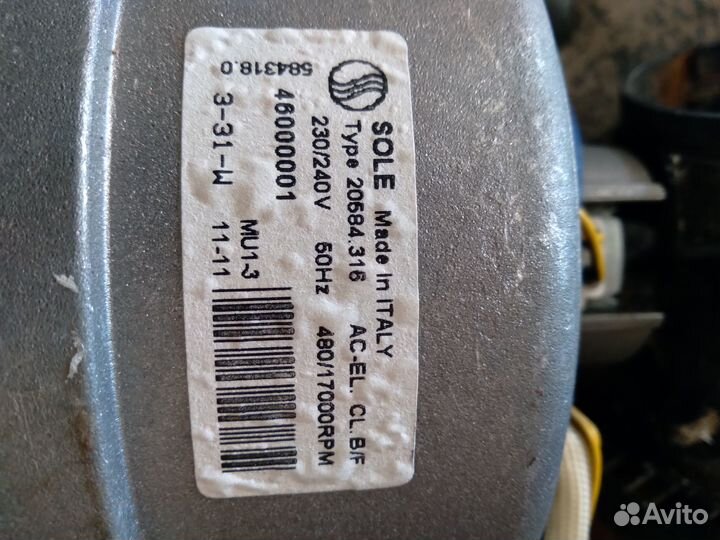 SOLE Made in ITALY
Type 20584.316 AC-EL. CL. B/F
230/240V 50Hz 480/17000RPM
46000001
584318.0
3-31-W
MU1-3
11-11
Avito